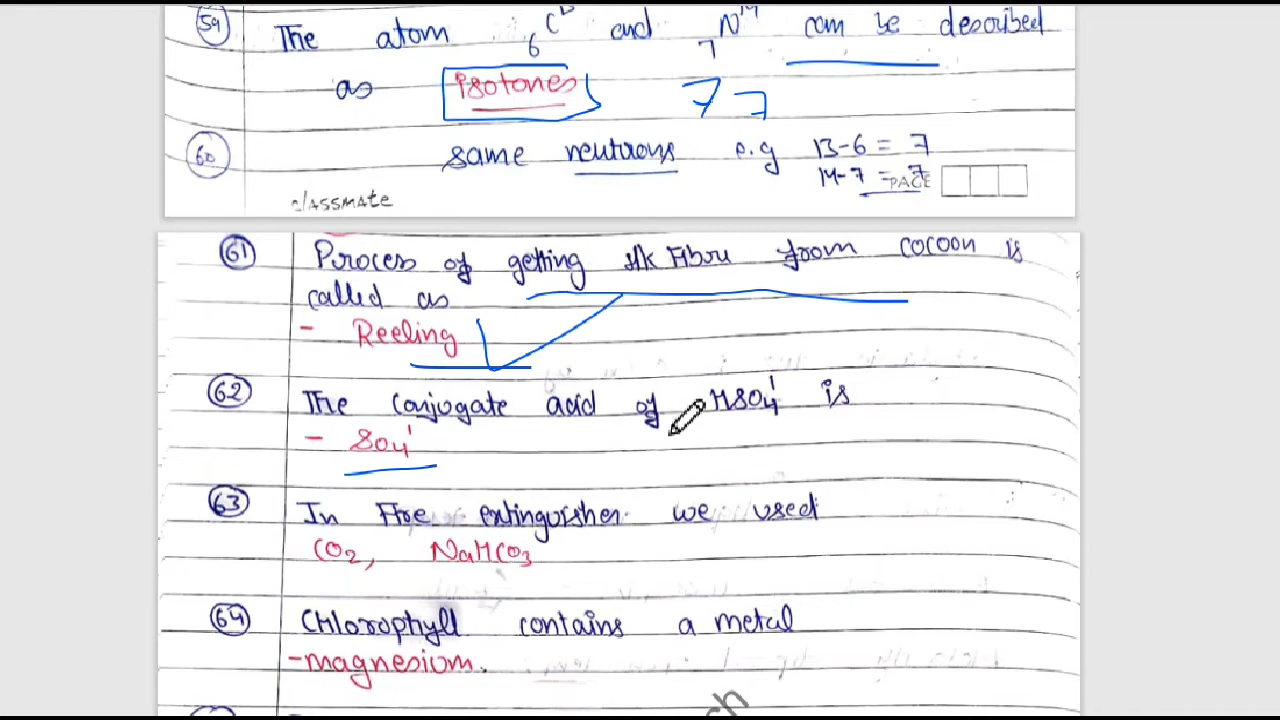 59 The atom ₆C¹³ and ₇N¹⁴ can be described
as isotones 7 7
60 same neutrons e.g 13-6 = 7
14-7 = 7
classmate PAGE
61 Process of getting silk Fibre from cocoon is
called as
- Reeling
62 The Conjugate acid of HSO4' is
- SO4'
63 In Fire extinguisher we used
CO2, NaHCO3
64 Chlorophyll contains a metal
- magnesium.
ch